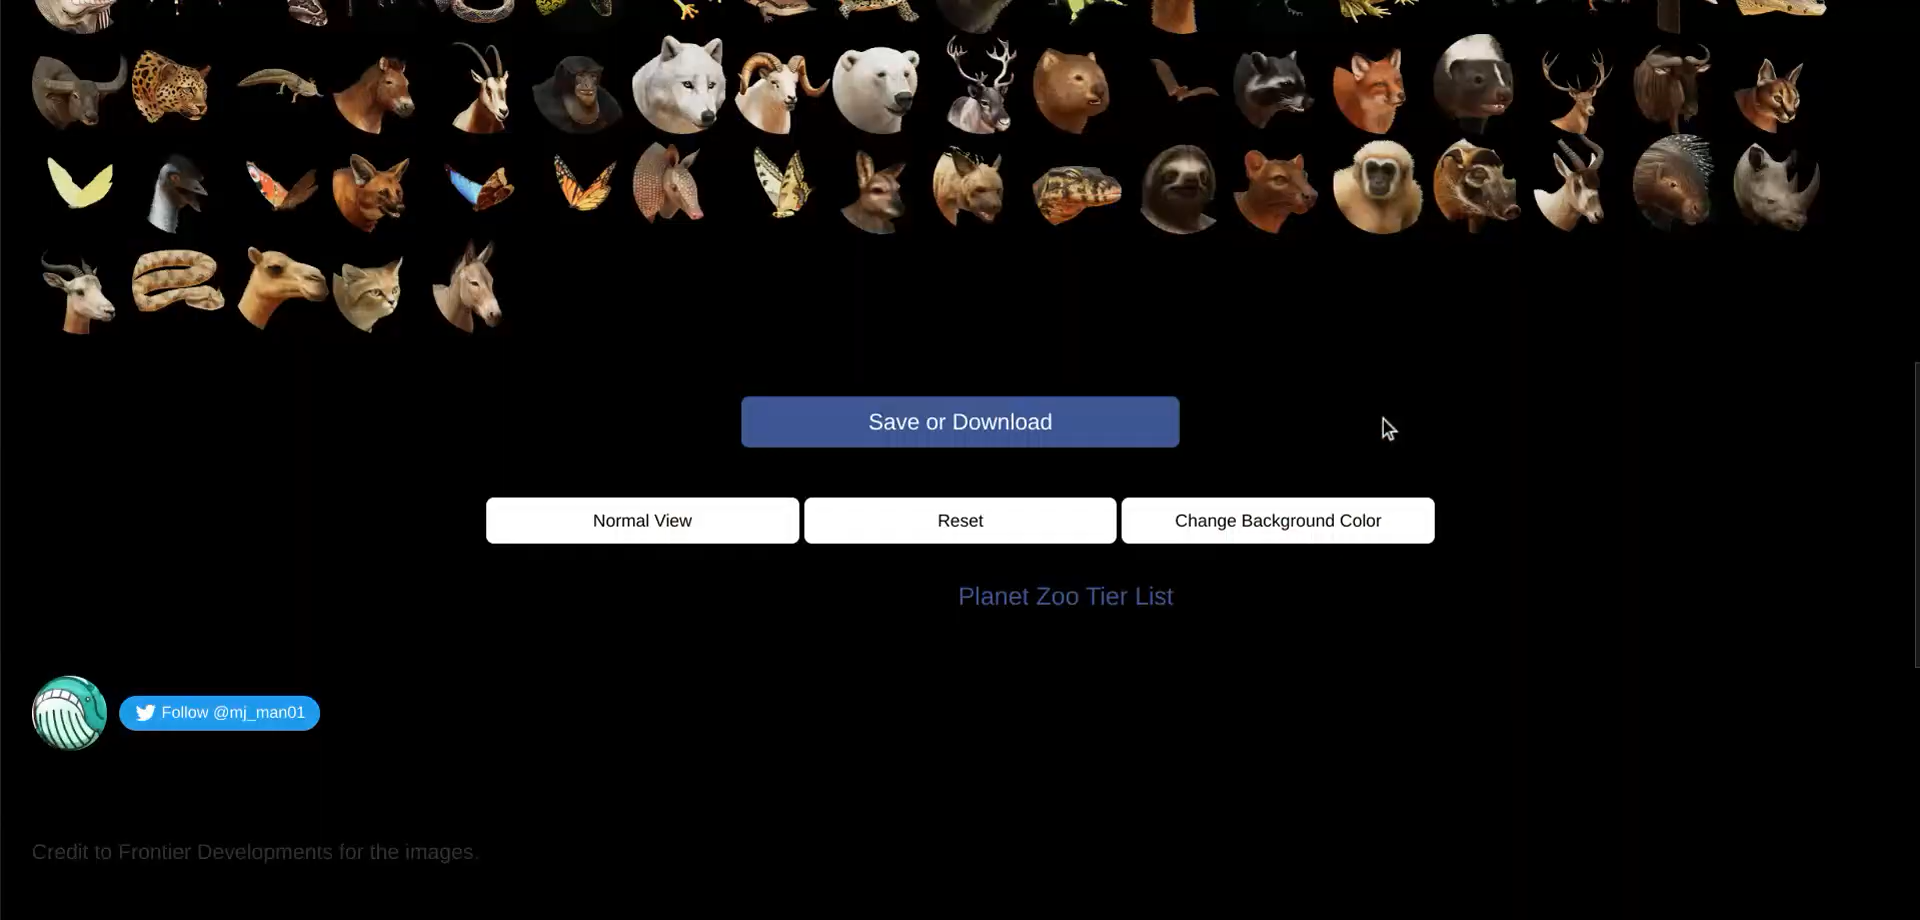 Save or Download
Normal View
Reset
Change Background Color
Planet Zoo Tier List
Follow @mj_man01
Credit to Frontier Developments for the images.